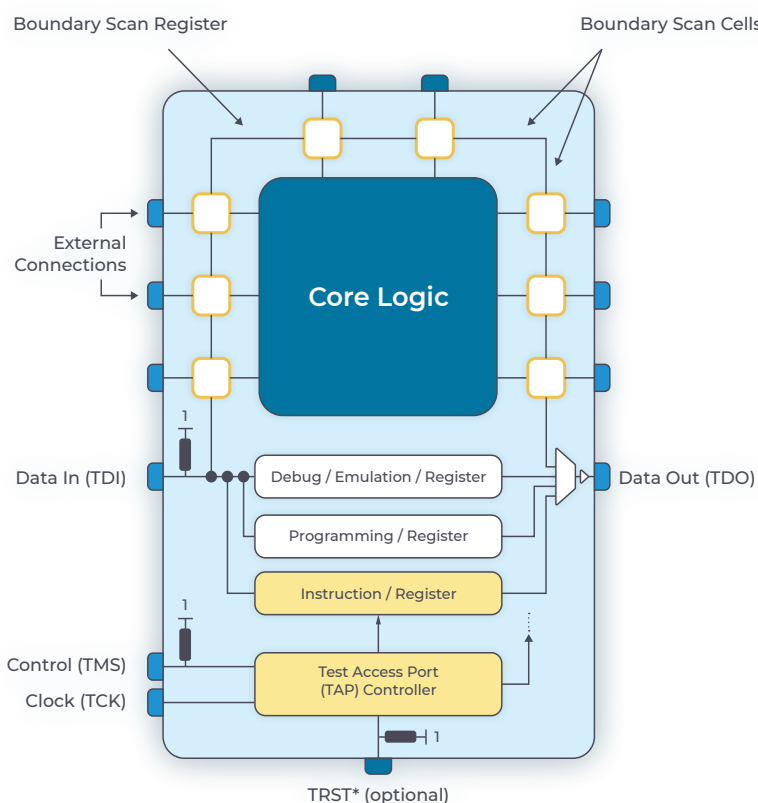 Boundary Scan Register
Boundary Scan Cells
External
Connections
Core Logic
1
Data In (TDI)
Debug / Emulation / Register
Data Out (TDO)
Programming / Register
Instruction / Register
1
Control (TMS)
Test Access Port
(TAP) Controller
Clock (TCK)
1
TRST* (optional)